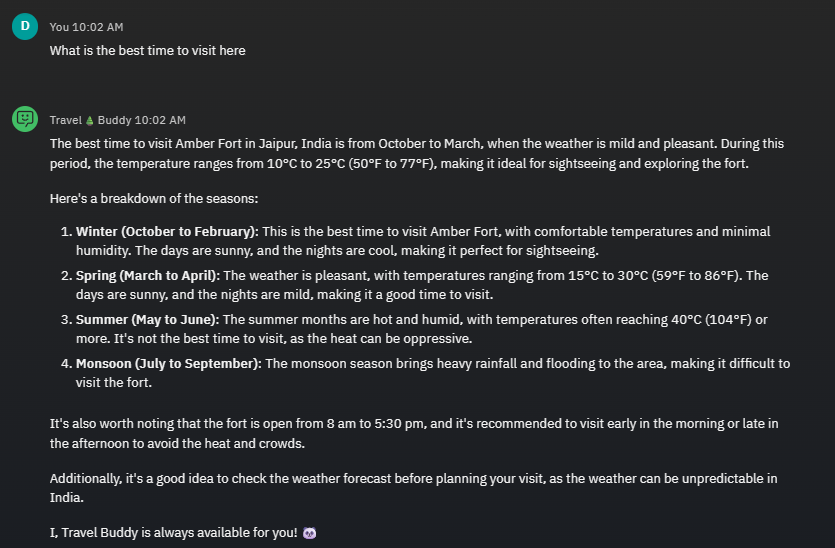 D
You 10:02 AM
What is the best time to visit here
Travel 🎄 Buddy 10:02 AM
The best time to visit Amber Fort in Jaipur, India is from October to March, when the weather is mild and pleasant. During this
period, the temperature ranges from 10°C to 25°C (50°F to 77°F), making it ideal for sightseeing and exploring the fort.
Here's a breakdown of the seasons:
1. Winter (October to February): This is the best time to visit Amber Fort, with comfortable temperatures and minimal
humidity. The days are sunny, and the nights are cool, making it perfect for sightseeing.
2. Spring (March to April): The weather is pleasant, with temperatures ranging from 15°C to 30°C (59°F to 86°F). The
days are sunny, and the nights are mild, making it a good time to visit.
3. Summer (May to June): The summer months are hot and humid, with temperatures often reaching 40°C (104°F) or
more. It's not the best time to visit, as the heat can be oppressive.
4. Monsoon (July to September): The monsoon season brings heavy rainfall and flooding to the area, making it difficult to
visit the fort.
It's also worth noting that the fort is open from 8 am to 5:30 pm, and it's recommended to visit early in the morning or late in
the afternoon to avoid the heat and crowds.
Additionally, it's a good idea to check the weather forecast before planning your visit, as the weather can be unpredictable in
India.
I, Travel Buddy is always available for you! 🐼